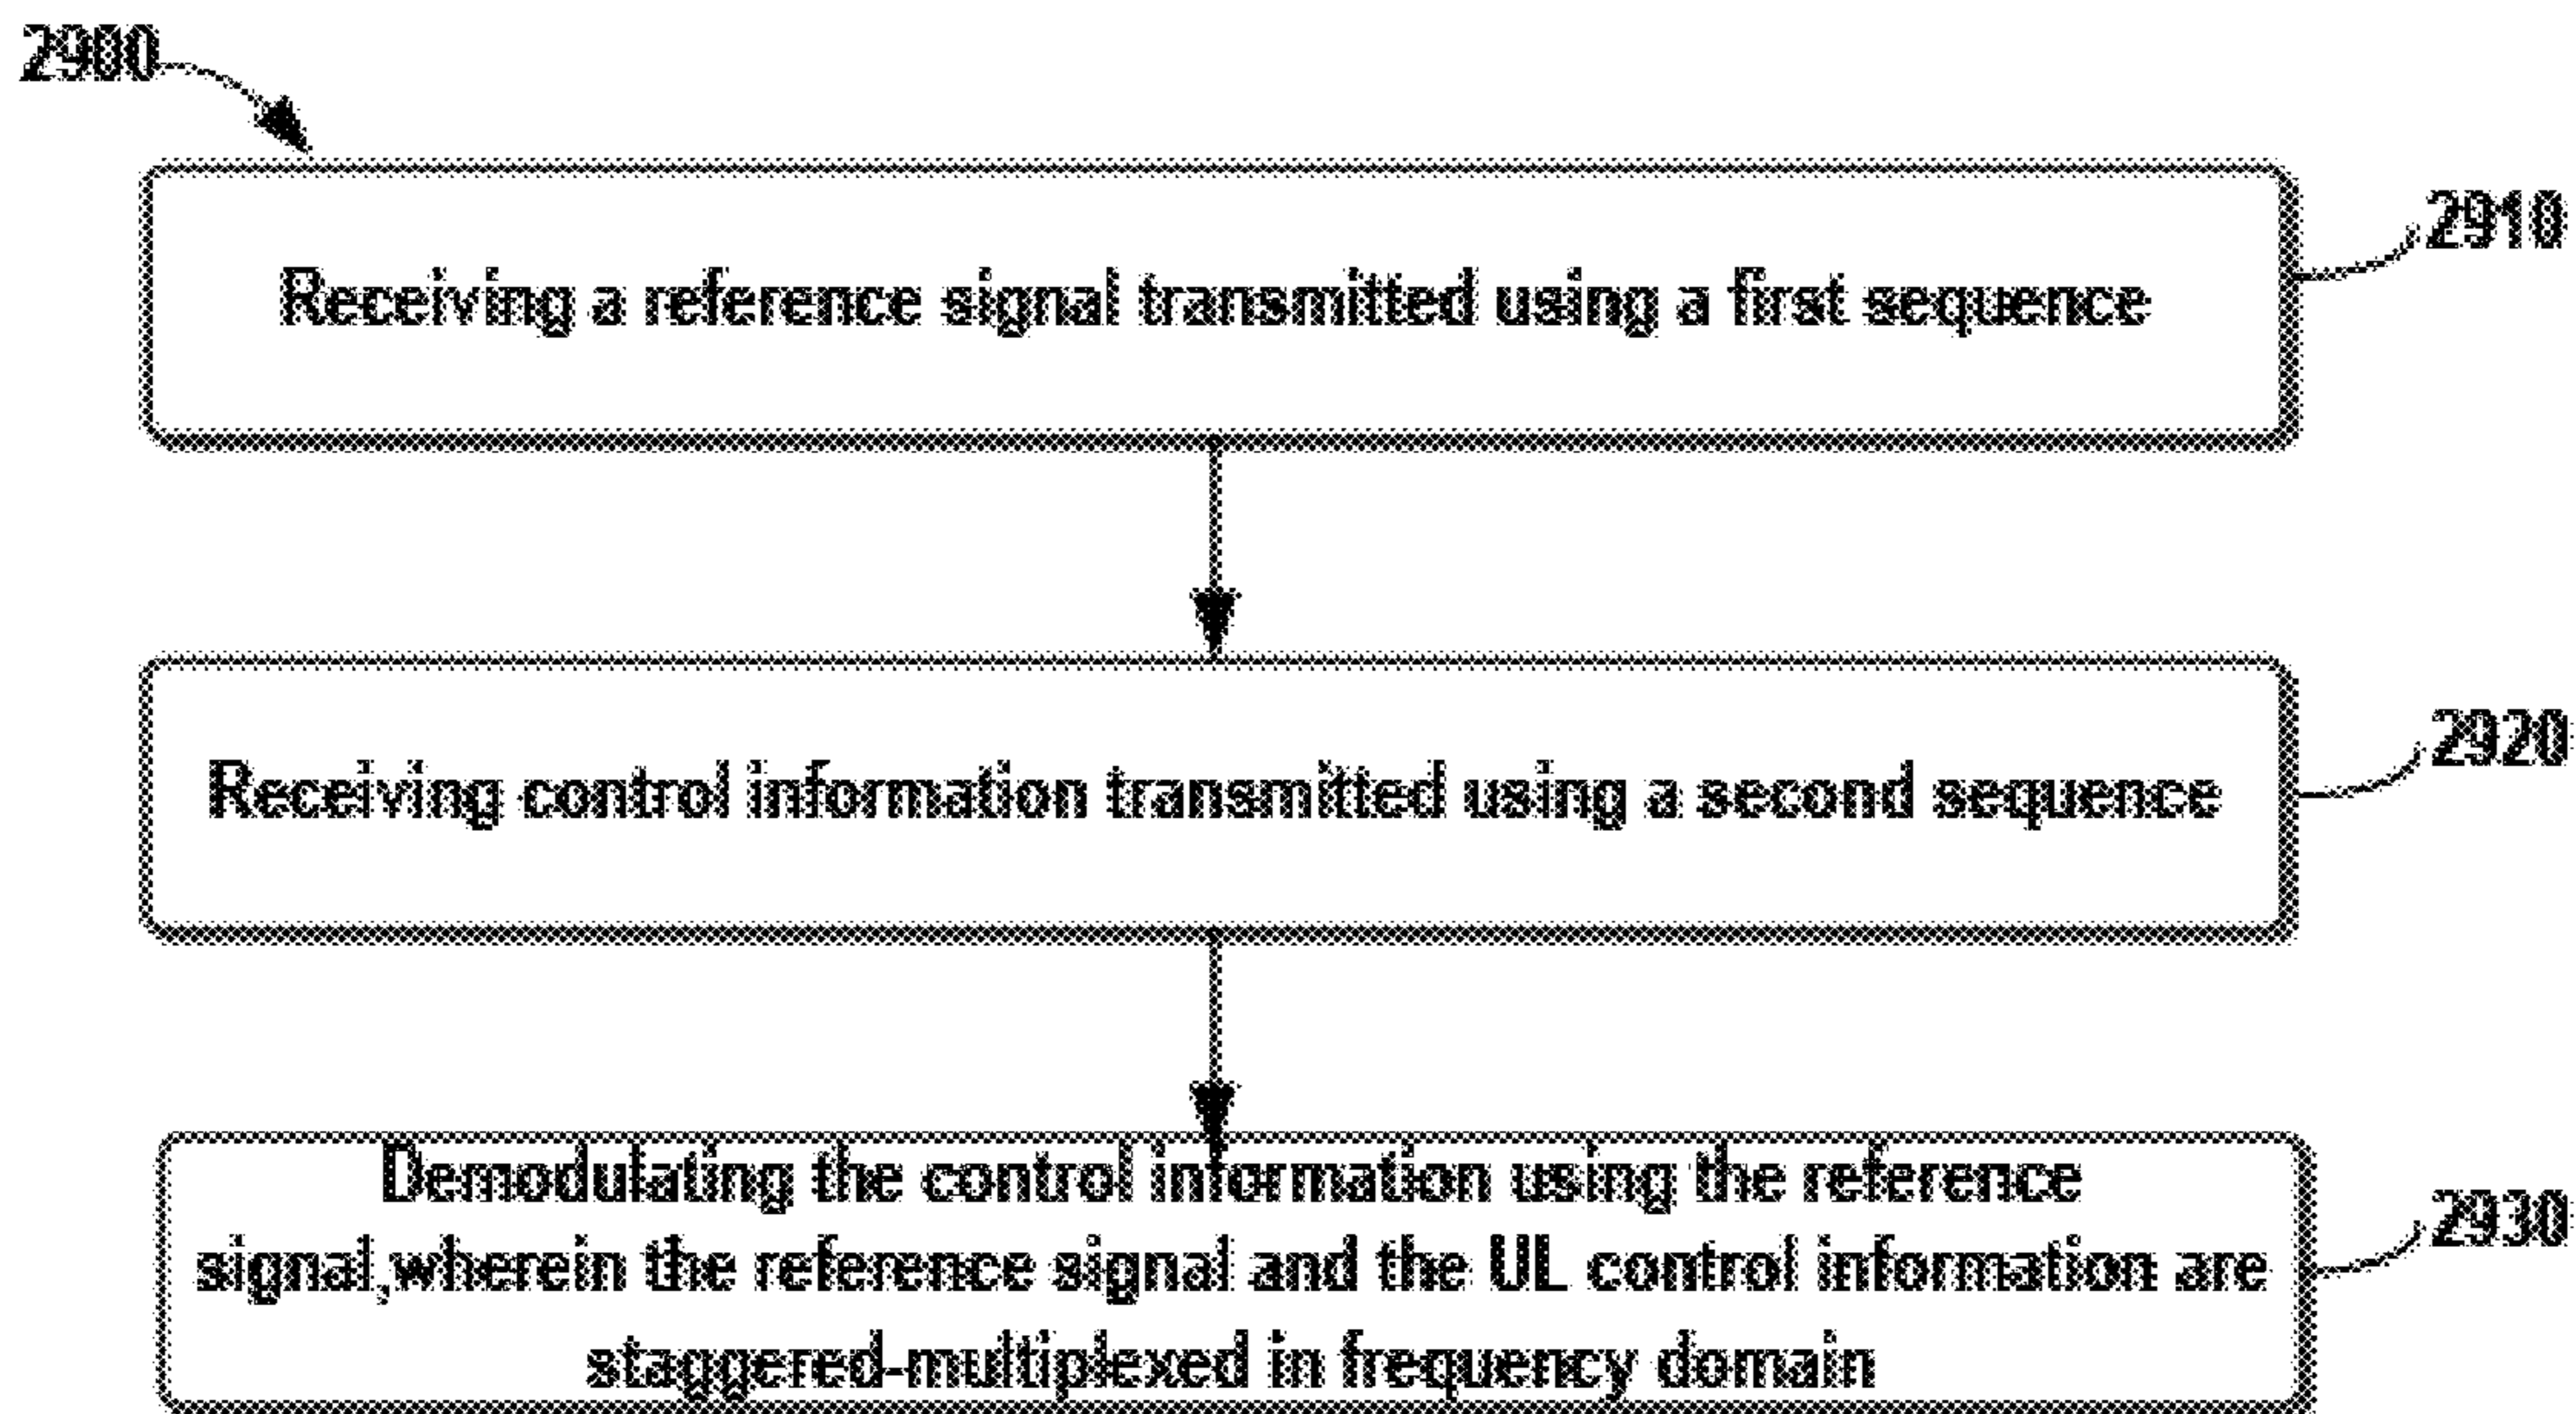 2900
2910
Receiving a reference signal transmitted using a first sequence
2920
Receiving control information transmitted using a second sequence
2930
Demodulating the control information using the reference
signal,wherein the reference signal and the UL control information are
staggered-multiplexed in frequency domain